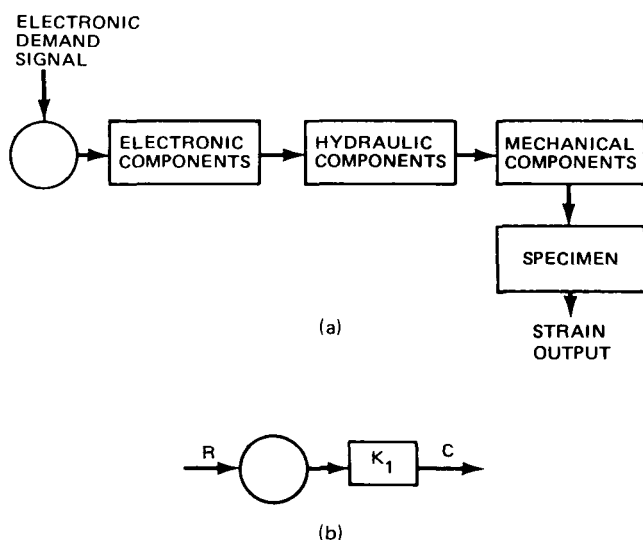 ELECTRONIC
DEMAND
SIGNAL
ELECTRONIC
COMPONENTS
HYDRAULIC
COMPONENTS
MECHANICAL
COMPONENTS
SPECIMEN
STRAIN
OUTPUT
(a)
R
K₁
C
(b)